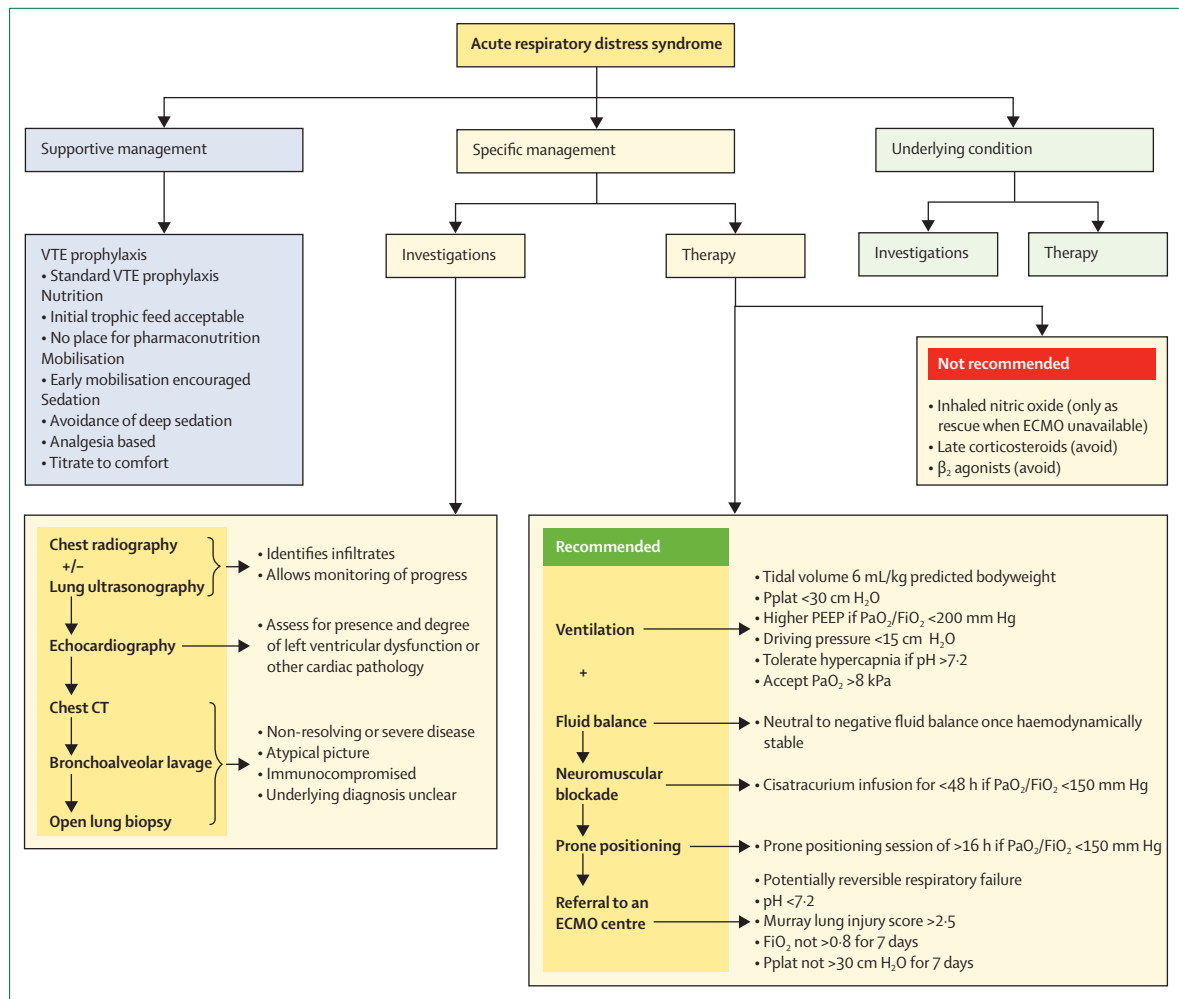 Acute respiratory distress syndrome
Supportive management
Specific management
Underlying condition
VTE prophylaxis
• Standard VTE prophylaxis
Nutrition
• Initial trophic feed acceptable
• No place for pharmaconutrition
Mobilisation
• Early mobilisation encouraged
Sedation
• Avoidance of deep sedation
• Analgesia based
• Titrate to comfort
Investigations
Therapy
Investigations
Therapy
Not recommended
• Inhaled nitric oxide (only as
rescue when ECMO unavailable)
• Late corticosteroids (avoid)
• β₂ agonists (avoid)
Chest radiography
+/−
Lung ultrasonography
• Identifies infiltrates
• Allows monitoring of progress
Echocardiography
• Assess for presence and degree
of left ventricular dysfunction or
other cardiac pathology
Chest CT
Bronchoalveolar lavage
Open lung biopsy
• Non-resolving or severe disease
• Atypical picture
• Immunocompromised
• Underlying diagnosis unclear
Recommended
Ventilation
• Tidal volume 6 mL/kg predicted bodyweight
• Pplat <30 cm H₂O
• Higher PEEP if PaO₂/FiO₂ <200 mm Hg
• Driving pressure <15 cm H₂O
• Tolerate hypercapnia if pH >7·2
• Accept PaO₂ >8 kPa
+
Fluid balance
• Neutral to negative fluid balance once haemodynamically
stable
Neuromuscular
blockade
• Cisatracurium infusion for <48 h if PaO₂/FiO₂ <150 mm Hg
Prone positioning
• Prone positioning session of >16 h if PaO₂/FiO₂ <150 mm Hg
Referral to an
ECMO centre
• Potentially reversible respiratory failure
• pH <7·2
• Murray lung injury score >2·5
• FiO₂ not >0·8 for 7 days
• Pplat not >30 cm H₂O for 7 days